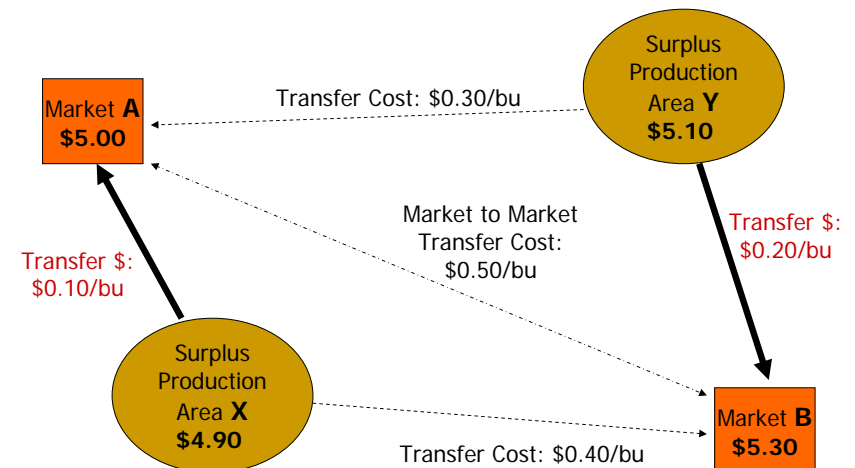 Surplus
Production
Area Y
$5.10
Market A
$5.00
Transfer Cost: $0.30/bu
Market to Market
Transfer Cost:
$0.50/bu
Transfer $:
$0.20/bu
Transfer $:
$0.10/bu
Surplus
Production
Area X
$4.90
Market B
$5.30
Transfer Cost: $0.40/bu